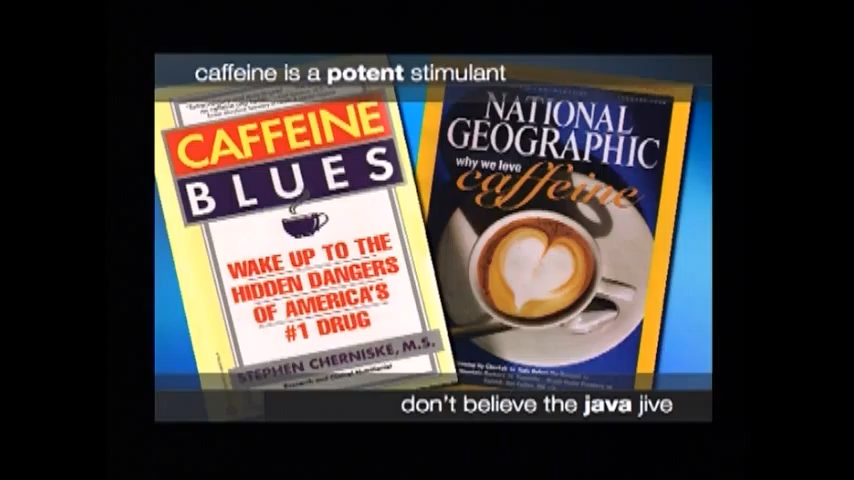 caffeine is a potent stimulant
CAFFEINE
BLUES
WAKE UP TO THE
HIDDEN DANGERS
OF AMERICA'S
#1 DRUG
STEPHEN CHERNISKE, M.S.
NATIONAL
GEOGRAPHIC
why we love
caffeine
don't believe the java jive